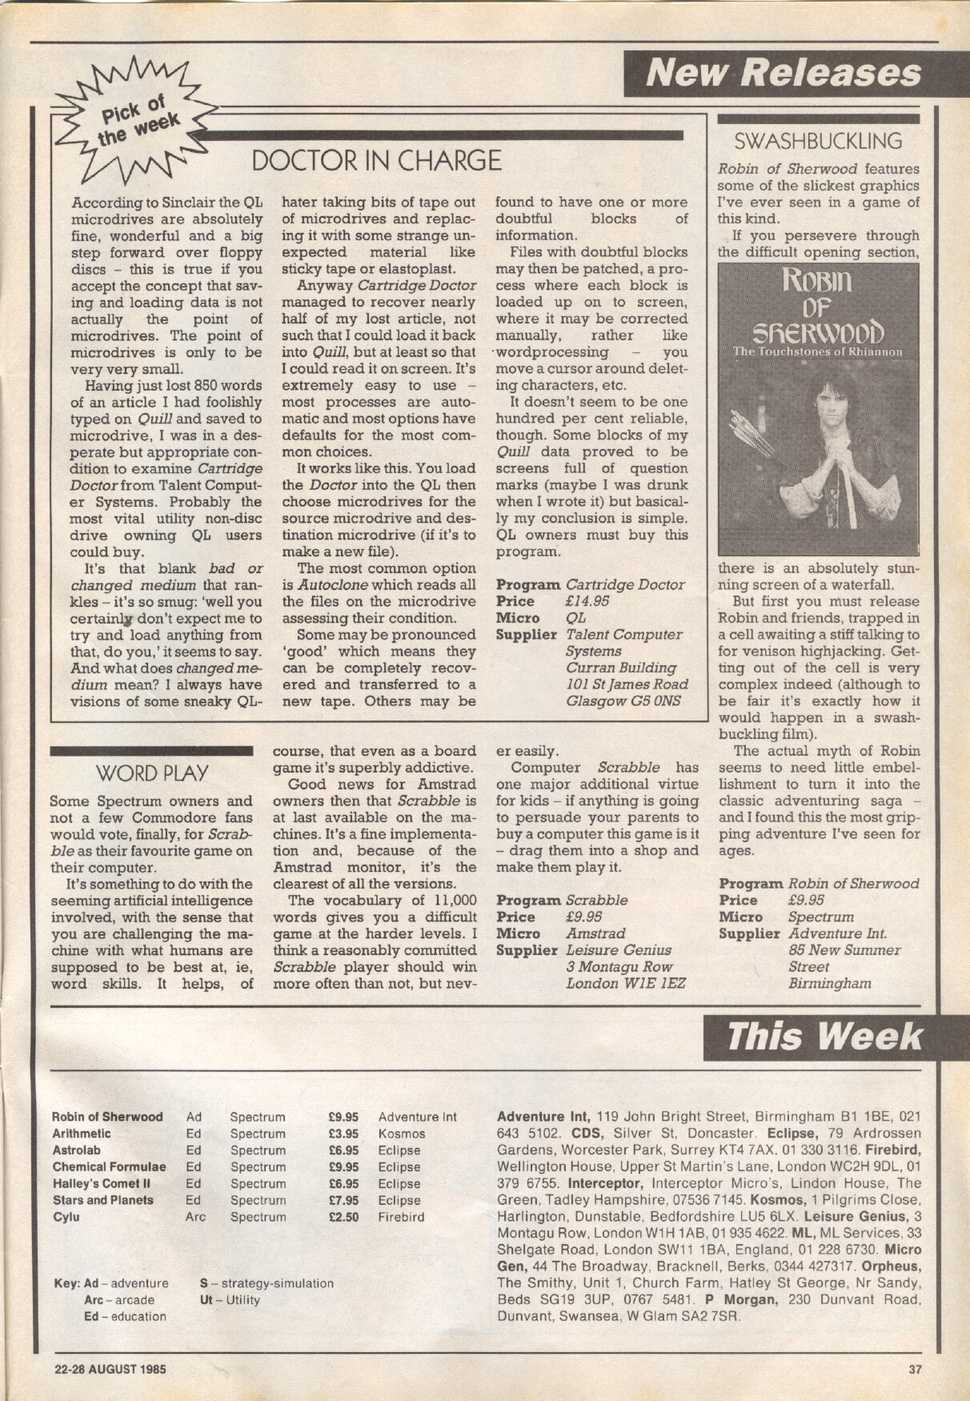 New Releases
Pick of
the week
DOCTOR IN CHARGE
According to Sinclair the QL
microdrives are absolutely
fine, wonderful and a big
step forward over floppy
discs – this is true if you
accept the concept that sav-
ing and loading data is not
actually the point of
microdrives. The point of
microdrives is only to be
very very small.
Having just lost 850 words
of an article I had foolishly
typed on Quill and saved to
microdrive, I was in a des-
perate but appropriate con-
dition to examine Cartridge
Doctor from Talent Comput-
er Systems. Probably the
most vital utility non-disc
drive owning QL users
could buy.
It's that blank bad or
changed medium that ran-
kles – it's so smug: 'well you
certainly don't expect me to
try and load anything from
that, do you,' it seems to say.
And what does changed me-
dium mean? I always have
visions of some sneaky QL-
hater taking bits of tape out
of microdrives and replac-
ing it with some strange un-
expected material like
sticky tape or elastoplast.
Anyway Cartridge Doctor
managed to recover nearly
half of my lost article, not
such that I could load it back
into Quill, but at least so that
I could read it on screen. It's
extremely easy to use –
most processes are auto-
matic and most options have
defaults for the most com-
mon choices.
It works like this. You load
the Doctor into the QL then
choose microdrives for the
source microdrive and des-
tination microdrive (if it's to
make a new file).
The most common option
is Autoclone which reads all
the files on the microdrive
assessing their condition.
Some may be pronounced
'good' which means they
can be completely recov-
ered and transferred to a
new tape. Others may be
found to have one or more
doubtful blocks of
information.
Files with doubtful blocks
may then be patched, a pro-
cess where each block is
loaded up on to screen,
where it may be corrected
manually, rather like
wordprocessing – you
move a cursor around delet-
ing characters, etc.
It doesn't seem to be one
hundred per cent reliable,
though. Some blocks of my
Quill data proved to be
screens full of question
marks (maybe I was drunk
when I wrote it) but basical-
ly my conclusion is simple.
QL owners must buy this
program.
Program Cartridge Doctor
Price £14.95
Micro QL
Supplier Talent Computer
Systems
Curran Building
101 St James Road
Glasgow G5 0NS
SWASHBUCKLING
Robin of Sherwood features
some of the slickest graphics
I've ever seen in a game of
this kind.
If you persevere through
the difficult opening section,
ROBIN
OF
SHERWOOD
The Touchstones of Rhiannon
there is an absolutely stun-
ning screen of a waterfall.
But first you must release
Robin and friends, trapped in
a cell awaiting a stiff talking to
for venison highjacking. Get-
ting out of the cell is very
complex indeed (although to
be fair it's exactly how it
would happen in a swash-
buckling film).
The actual myth of Robin
seems to need little embel-
lishment to turn it into the
classic adventuring saga –
and I found this the most grip-
ping adventure I've seen for
ages.
Program Robin of Sherwood
Price £9.95
Micro Spectrum
Supplier Adventure Int.
85 New Summer
Street
Birmingham
WORD PLAY
Some Spectrum owners and
not a few Commodore fans
would vote, finally, for Scrab-
ble as their favourite game on
their computer.
It's something to do with the
seeming artificial intelligence
involved, with the sense that
you are challenging the ma-
chine with what humans are
supposed to be best at, ie,
word skills. It helps, of
course, that even as a board
game it's superbly addictive.
Good news for Amstrad
owners then that Scrabble is
at last available on the ma-
chines. It's a fine implementa-
tion and, because of the
Amstrad monitor, it's the
clearest of all the versions.
The vocabulary of 11,000
words gives you a difficult
game at the harder levels. I
think a reasonably committed
Scrabble player should win
more often than not, but nev-
er easily.
Computer Scrabble has
one major additional virtue
for kids – if anything is going
to persuade your parents to
buy a computer this game is it
– drag them into a shop and
make them play it.
Program Scrabble
Price £9.95
Micro Amstrad
Supplier Leisure Genius
3 Montagu Row
London W1E 1EZ
This Week
Robin of Sherwood Ad Spectrum £9.95 Adventure Int
Arithmetic Ed Spectrum £3.95 Kosmos
Astrolab Ed Spectrum £6.95 Eclipse
Chemical Formulae Ed Spectrum £9.95 Eclipse
Halley's Comet II Ed Spectrum £6.95 Eclipse
Stars and Planets Ed Spectrum £7.95 Eclipse
Cylu Arc Spectrum £2.50 Firebird
Key: Ad – adventure S – strategy-simulation
Arc – arcade Ut – Utility
Ed – education
Adventure Int, 119 John Bright Street, Birmingham B1 1BE, 021
643 5102. CDS, Silver St, Doncaster. Eclipse, 79 Ardrossen
Gardens, Worcester Park, Surrey KT4 7AX. 01 330 3116. Firebird,
Wellington House, Upper St Martin's Lane, London WC2H 9DL, 01
379 6755. Interceptor, Interceptor Micro's, Lindon House, The
Green, Tadley Hampshire, 07536 7145. Kosmos, 1 Pilgrims Close,
Harlington, Dunstable, Bedfordshire LU5 6LX. Leisure Genius, 3
Montagu Row, London W1H 1AB, 01 935 4622. ML, ML Services, 33
Shelgate Road, London SW11 1BA, England, 01 228 6730. Micro
Gen, 44 The Broadway, Bracknell, Berks, 0344 427317. Orpheus,
The Smithy, Unit 1, Church Farm, Hatley St George, Nr Sandy,
Beds SG19 3UP, 0767 5481. P Morgan, 230 Dunvant Road,
Dunvant, Swansea, W Glam SA2 7SR.
22-28 AUGUST 1985
37